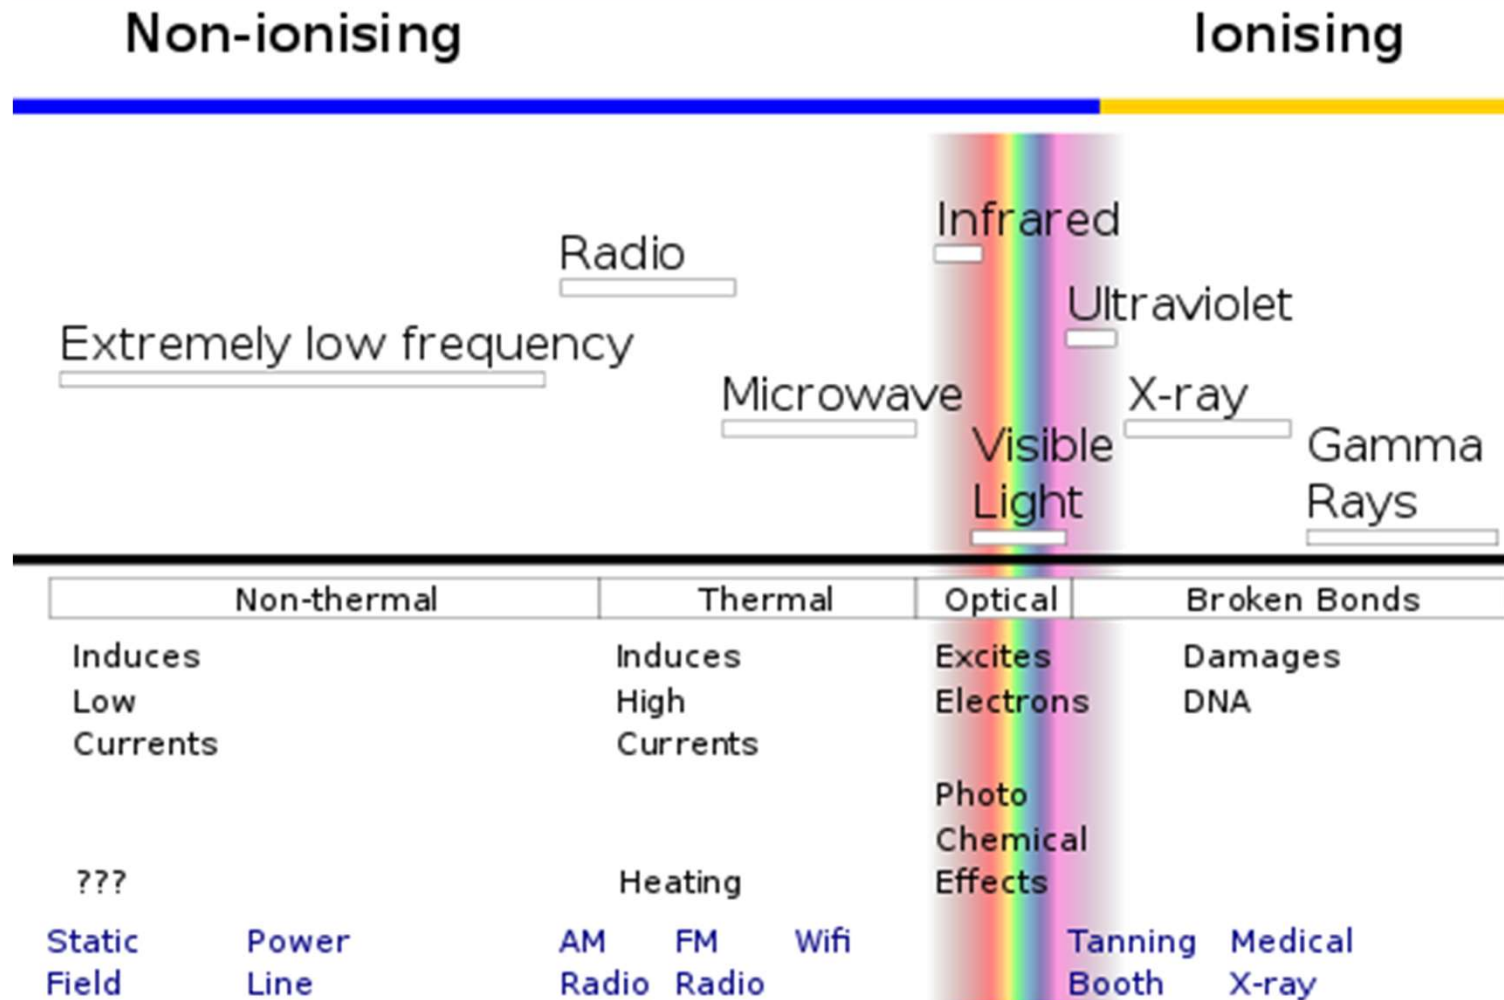 Non-ionising
Ionising
Infrared
Radio
Ultraviolet
Extremely low frequency
Microwave
X-ray
Visible
Light
Gamma
Rays
Non-thermal
Thermal
Optical
Broken Bonds
Induces
Low
Currents
Induces
High
Currents
Excites
Electrons
Damages
DNA
Photo
Chemical
Effects
???
Heating
Static
Field
Power
Line
AM
Radio
FM
Radio
Wifi
Tanning
Booth
Medical
X-ray